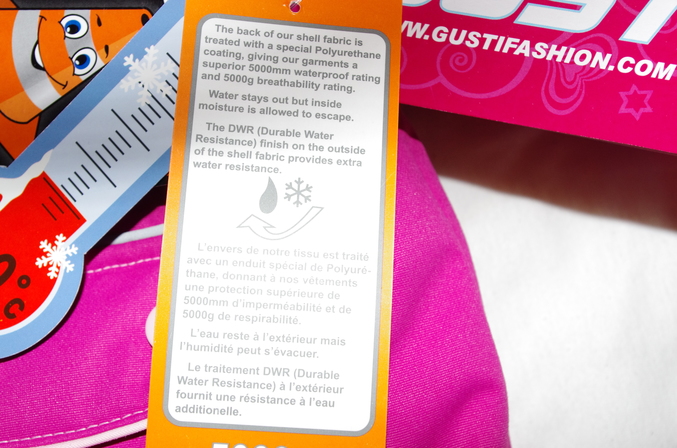 WW.GUSTIFASHION.COM
The back of our shell fabric is
treated with a special Polyurethane
coating, giving our garments a
superior 5000mm waterproof rating
and 5000g breathability rating.
Water stays out but inside
moisture is allowed to escape.
The DWR (Durable Water
Resistance) finish on the outside
of the shell fabric provides extra
water resistance.
L'envers de notre tissu est traité
avec un enduit spécial de Polyuré-
thane, donnant à nos vêtements
une protection supérieure de
5000mm d'imperméabilité et de
5000g de respirabilité.
L'eau reste à l'extérieur mais
l'humidité peut s'évacuer.
Le traitement DWR (Durable
Water Resistance) à l'extérieur
fournit une résistance à l'eau
additionelle.
0°c